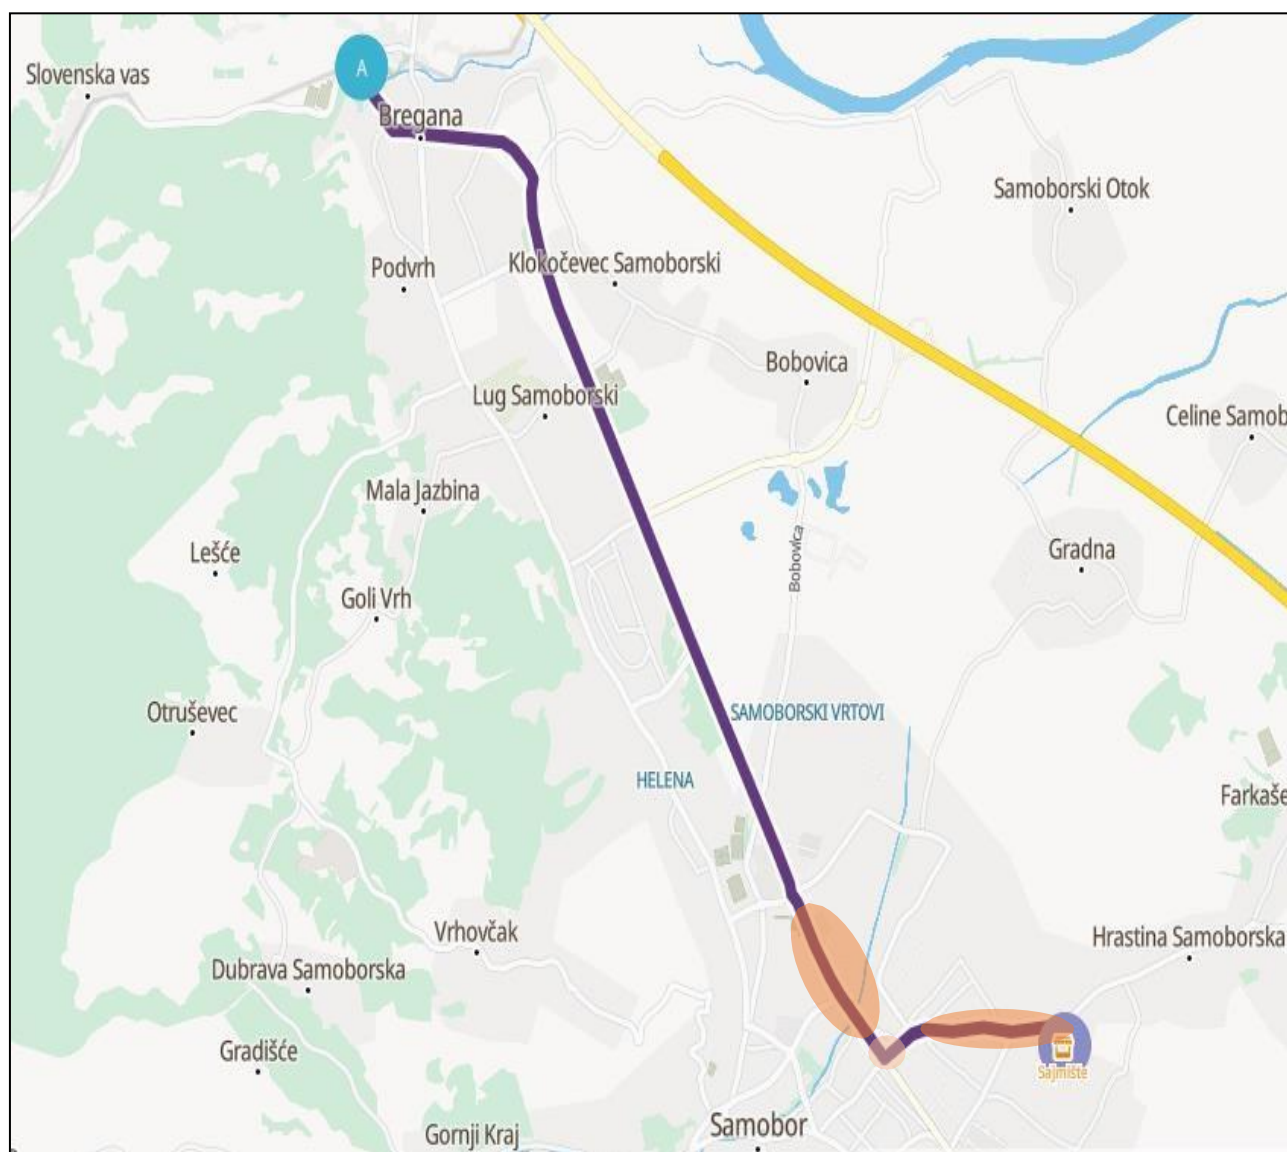 A
Slovenska vas
Bregana
Samoborski Otok
Podvrh
Klokočevec Samoborski
Bobovica
Lug Samoborski
Celine Samob
Mala Jazbina
Lešće
Gradna
Bobovica
Goli Vrh
Otruševec
SAMOBORSKI VRTOVI
HELENA
Farkaše
Vrhovčak
Hrastina Samoborska
Dubrava Samoborska
Gradišće
Sajmište
Samobor
Gornji Kraj